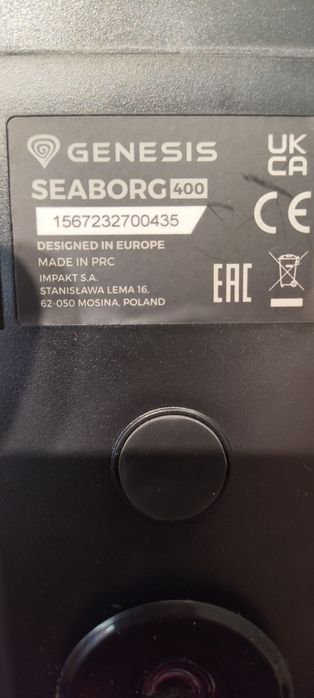 GENESIS
UK
CA
SEABORG 400
1567232700435
CE
DESIGNED IN EUROPE
MADE IN PRC
IMPAKT S.A.
STANISŁAWA LEMA 16,
62-050 MOSINA, POLAND
EAC